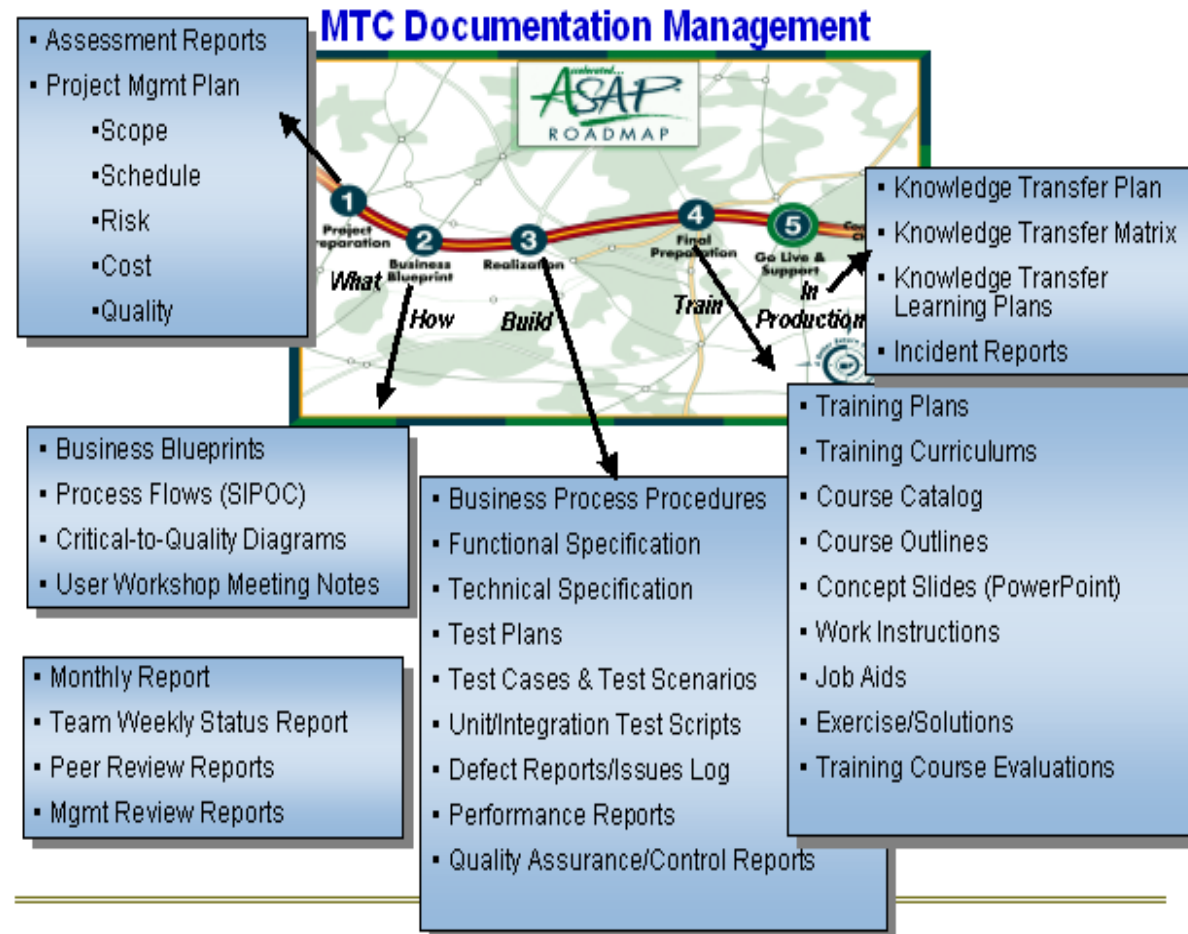 MTC Documentation Management
▪ Assessment Reports
▪ Project Mgmt Plan
▪Scope
▪Schedule
▪Risk
▪Cost
▪Quality
ASAP
ROADMAP
1
Project
2
Business
Blueprint
3
Realization
4
Final
Preparation
5
Go Live &
Support
What
How
Build
Train
In
Production
▪ Knowledge Transfer Plan
▪ Knowledge Transfer Matrix
▪ Knowledge Transfer
Learning Plans
▪ Incident Reports
▪ Business Blueprints
▪ Process Flows (SIPOC)
▪ Critical-to-Quality Diagrams
▪ User Workshop Meeting Notes
▪ Monthly Report
▪ Team Weekly Status Report
▪ Peer Review Reports
▪ Mgmt Review Reports
▪ Business Process Procedures
▪ Functional Specification
▪ Technical Specification
▪ Test Plans
▪ Test Cases & Test Scenarios
▪ Unit/Integration Test Scripts
▪ Defect Reports/Issues Log
▪ Performance Reports
▪ Quality Assurance/Control Reports
▪ Training Plans
▪ Training Curriculums
▪ Course Catalog
▪ Course Outlines
▪ Concept Slides (PowerPoint)
▪ Work Instructions
▪ Job Aids
▪ Exercise/Solutions
▪ Training Course Evaluations